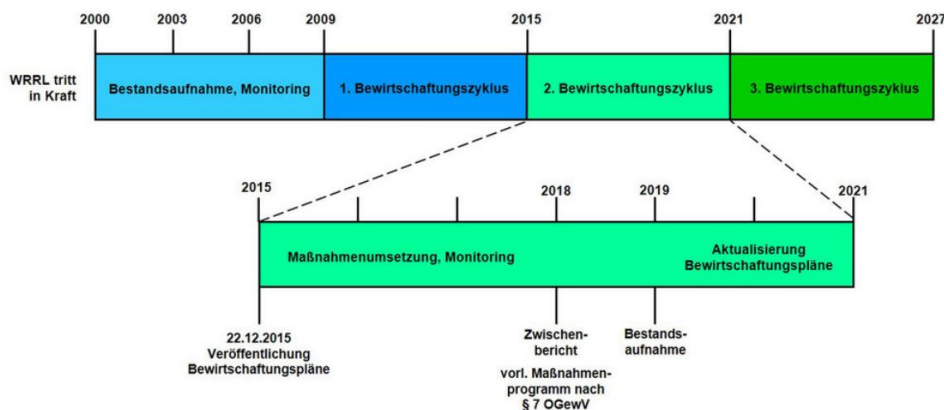 2000 2003 2006 2009 2015 2021 2027
WRRL tritt
in Kraft
Bestandsaufnahme, Monitoring
1. Bewirtschaftungszyklus
2. Bewirtschaftungszyklus
3. Bewirtschaftungszyklus
2015 2018 2019 2021
Maßnahmenumsetzung, Monitoring
Aktualisierung
Bewirtschaftungspläne
22.12.2015
Veröffentlichung
Bewirtschaftungspläne
Zwischen-
bericht
vorl. Maßnahmen-
programm nach
§ 7 OGewV
Bestands-
aufnahme